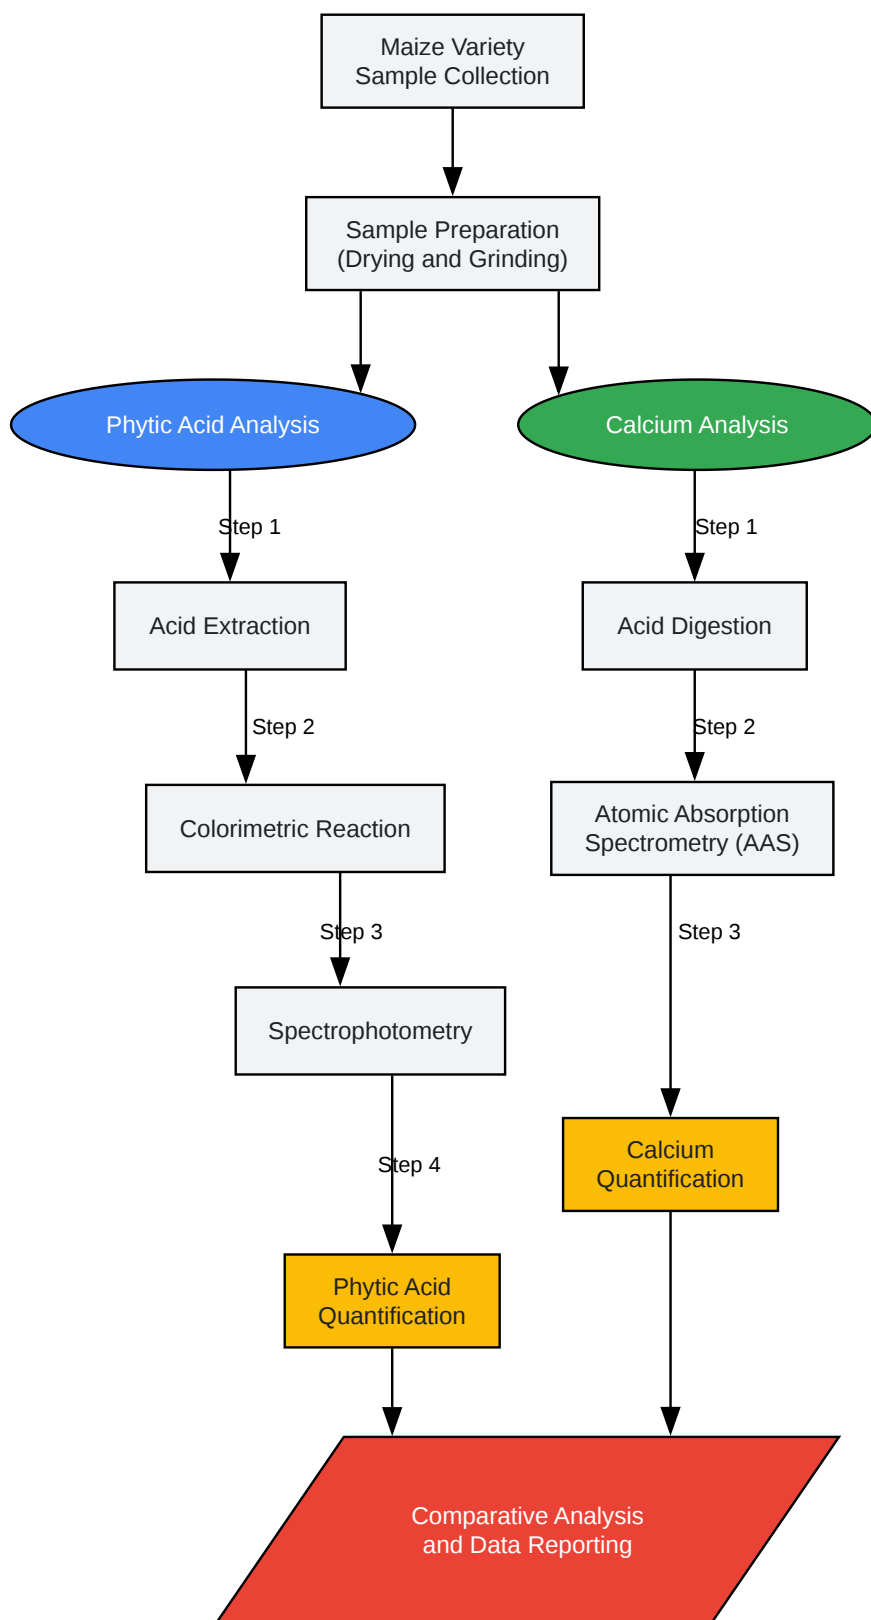 Maize Variety
Sample Collection
Sample Preparation
(Drying and Grinding)
Phytic Acid Analysis
Calcium Analysis
Step 1
Step 1
Acid Extraction
Acid Digestion
Step 2
Step 2
Colorimetric Reaction
Atomic Absorption
Spectrometry (AAS)
Step 3
Step 3
Spectrophotometry
Step 4
Calcium
Quantification
Phytic Acid
Quantification
Comparative Analysis
and Data Reporting